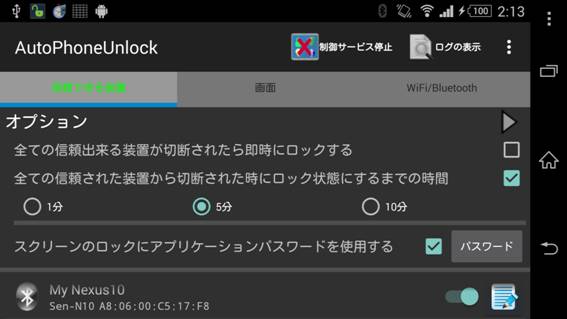 100 2:13
AutoPhoneUnlock
制御サービス停止
ログの表示
信頼できる装置
画面
WiFi/Bluetooth
オプション
全ての信頼出来る装置が切断されたら即時にロックする
全ての信頼された装置から切断された時にロック状態にするまでの時間
1分
5分
10分
スクリーンのロックにアプリケーションパスワードを使用する
パスワード
My Nexus10
Sen-N10 A8:06:00:C5:17:F8